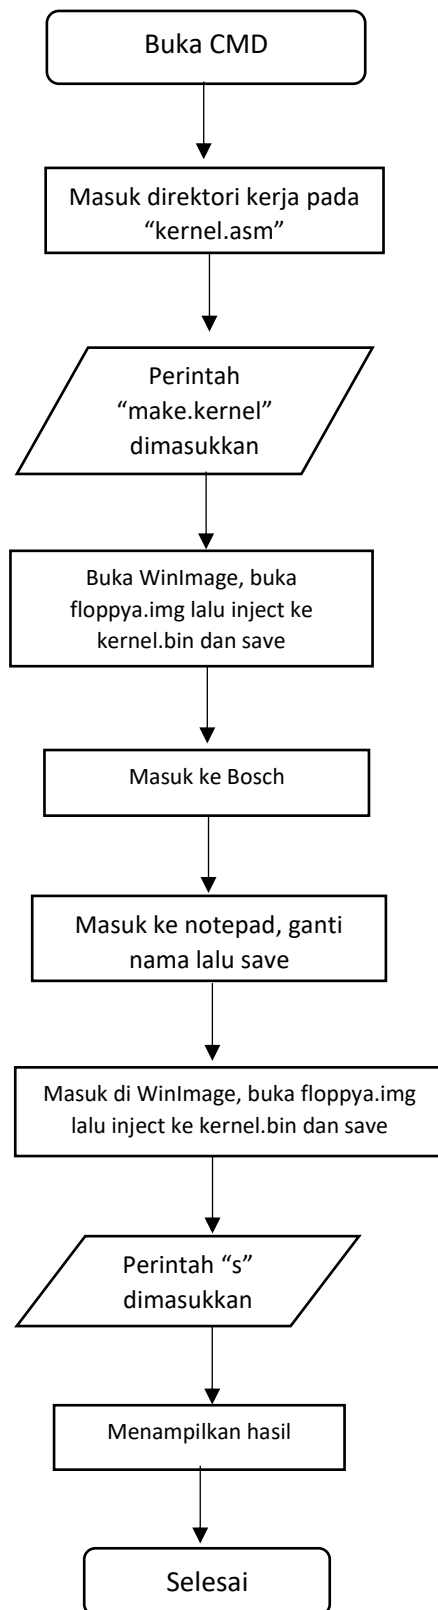 Buka CMD
Masuk direktori kerja pada
“kernel.asm”
Perintah
“make.kernel”
dimasukkan
Buka WinImage, buka
floppya.img lalu inject ke
kernel.bin dan save
Masuk ke Bosch
Masuk ke notepad, ganti
nama lalu save
Masuk di WinImage, buka floppya.img
lalu inject ke kernel.bin dan save
Perintah “s”
dimasukkan
Menampilkan hasil
Selesai